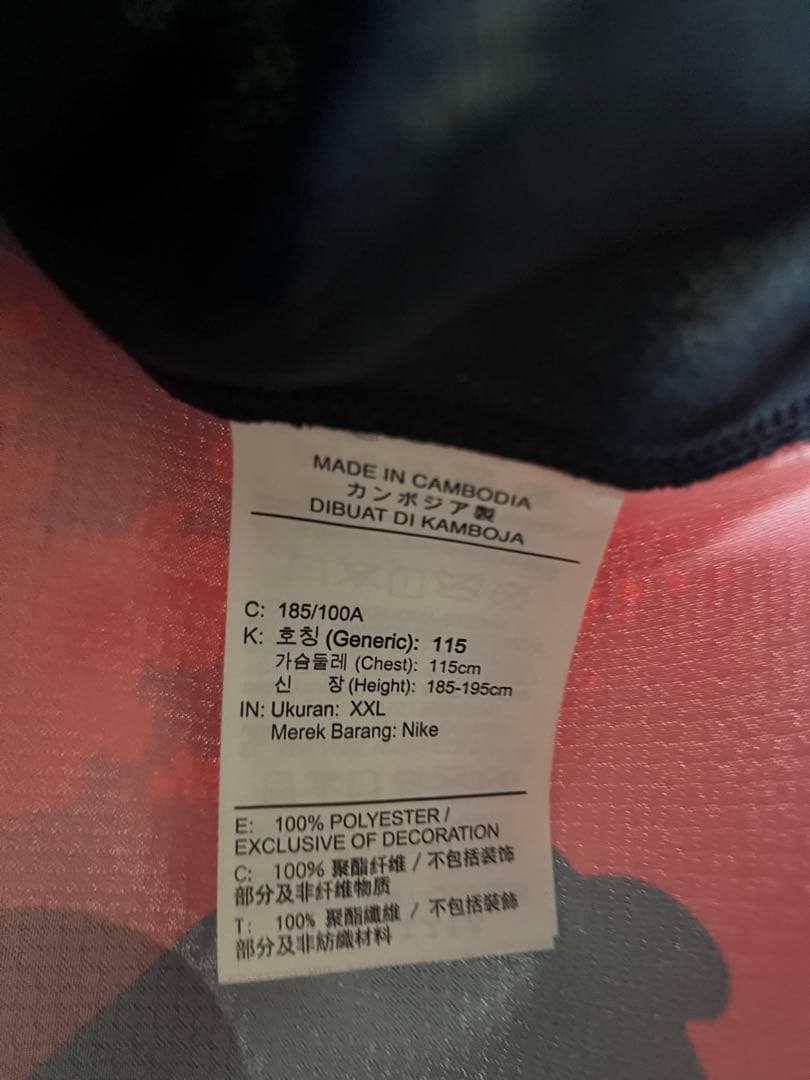 MADE IN CAMBODIA
カンボジア製
DIBUAT DI KAMBOJA
C: 185/100A
K: 호칭 (Generic): 115
가슴둘레 (Chest): 115cm
신 장 (Height): 185-195cm
IN: Ukuran: XXL
Merek Barang: Nike
E: 100% POLYESTER /
EXCLUSIVE OF DECORATION
C: 100% 聚酯纤维 / 不包括装饰
部分及非纤维物质
T: 100% 聚酯纖維 / 不包括裝飾
部分及非紡織材料